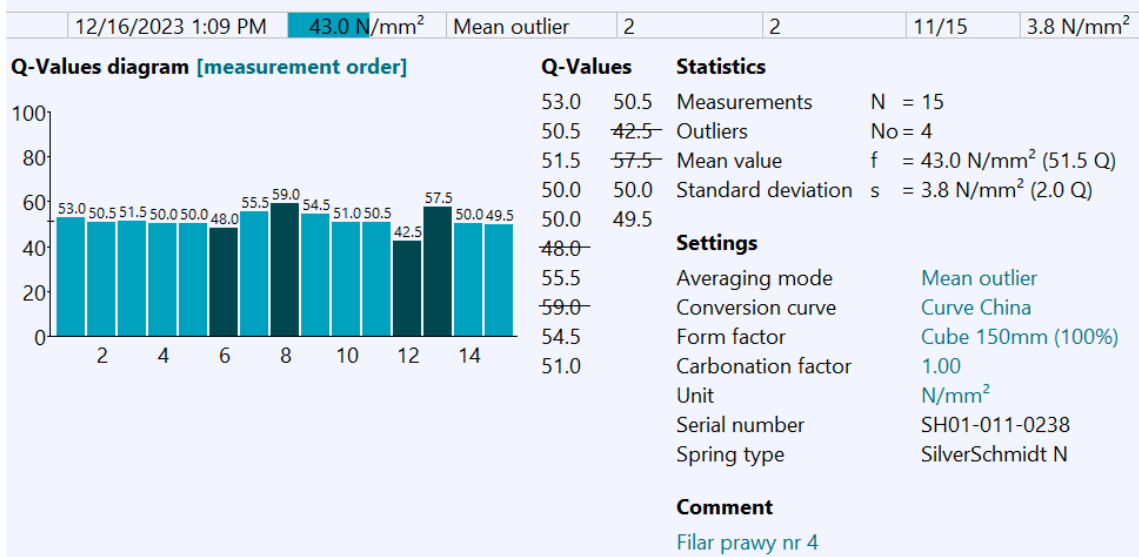 12/16/2023 1:09 PM 43.0 N/mm² Mean outlier 2 2 11/15 3.8 N/mm²
Q-Values diagram [measurement order]
100
80
60
40
20
0
53.0 50.5 51.5 50.0 50.0 48.0 55.5 59.0 54.5 51.0 50.5 42.5 57.5 50.0 49.5
2 4 6 8 10 12 14
Q-Values
53.0 50.5
50.5 42.5
51.5 57.5
50.0 50.0
50.0 49.5
48.0
55.5
59.0
54.5
51.0
Statistics
Measurements N = 15
Outliers No = 4
Mean value f = 43.0 N/mm² (51.5 Q)
Standard deviation s = 3.8 N/mm² (2.0 Q)
Settings
Averaging mode Mean outlier
Conversion curve Curve China
Form factor Cube 150mm (100%)
Carbonation factor 1.00
Unit N/mm²
Serial number SH01-011-0238
Spring type SilverSchmidt N
Comment
Filar prawy nr 4